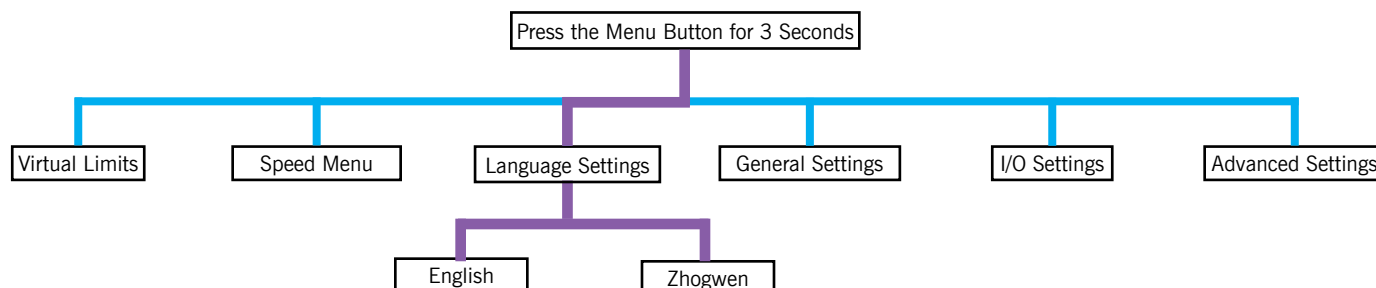 Press the Menu Button for 3 Seconds
Virtual Limits
Speed Menu
Language Settings
General Settings
I/O Settings
Advanced Settings
English
Zhogwen